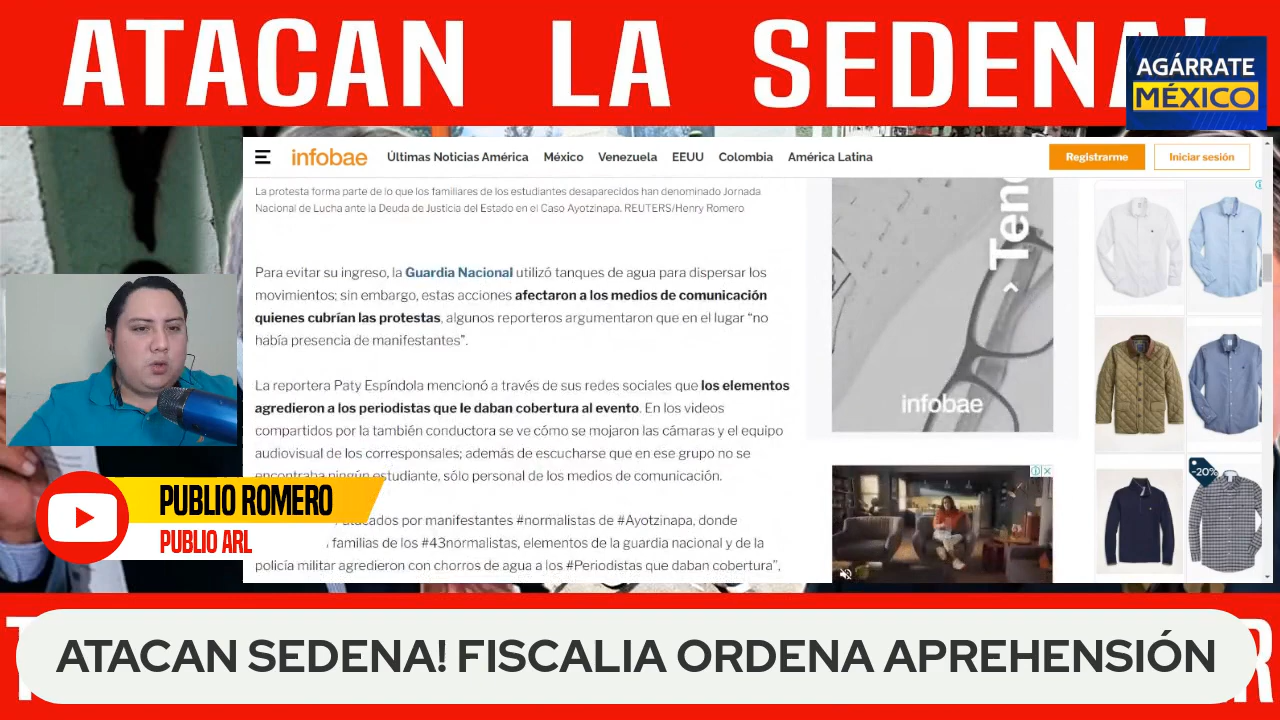 ATACAN LA SEDENA!
AGÁRRATE
MÉXICO
infobae
Últimas Noticias América
México
Venezuela
EEUU
Colombia
América Latina
Registrarme
Iniciar sesión
La protesta forma parte de lo que los familiares de los estudiantes desaparecidos han denominado Jornada
Nacional de Lucha ante la Deuda de Justicia del Estado en el Caso Ayotzinapa. REUTERS/Henry Romero
Para evitar su ingreso, la Guardia Nacional utilizó tanques de agua para dispersar los
movimientos; sin embargo, estas acciones afectaron a los medios de comunicación
quienes cubrían las protestas, algunos reporteros argumentaron que en el lugar “no
había presencia de manifestantes”.
La reportera Paty Espíndola mencionó a través de sus redes sociales que los elementos
agredieron a los periodistas que le daban cobertura al evento. En los videos
compartidos por la también conductora se ve cómo se mojaron las cámaras y el equipo
audiovisual de los corresponsales; además de escucharse que en ese grupo no se
encontraba ningún estudiante, sólo personal de los medios de comunicación.
atacados por manifestantes #normalistas de #Ayotzinapa, donde
familias de los #43normalistas, elementos de la guardia nacional y de la
policía militar agredieron con chorros de agua a los #Periodistas que daban cobertura”,
Ten
infobae
-20%
PUBLIO ROMERO
PUBLIO ARL
ATACAN SEDENA! FISCALIA ORDENA APREHENSIÓN